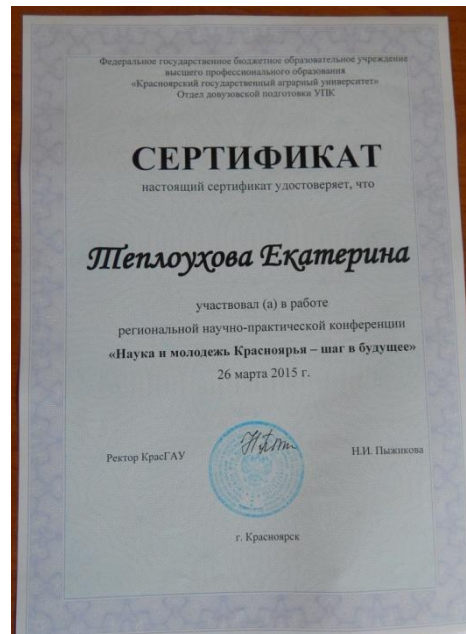 Федеральное государственное бюджетное образовательное учреждение
высшего профессионального образования
«Красноярский государственный аграрный университет»
Отдел довузовской подготовки УПК
СЕРТИФИКАТ
настоящий сертификат удостоверяет, что
Теплоухова Екатерина
участвовал (а) в работе
региональной научно-практической конференции
«Наука и молодежь Красноярья – шаг в будущее»
26 марта 2015 г.
Ректор КрасГАУ Н.И. Пыжикова
г. Красноярск